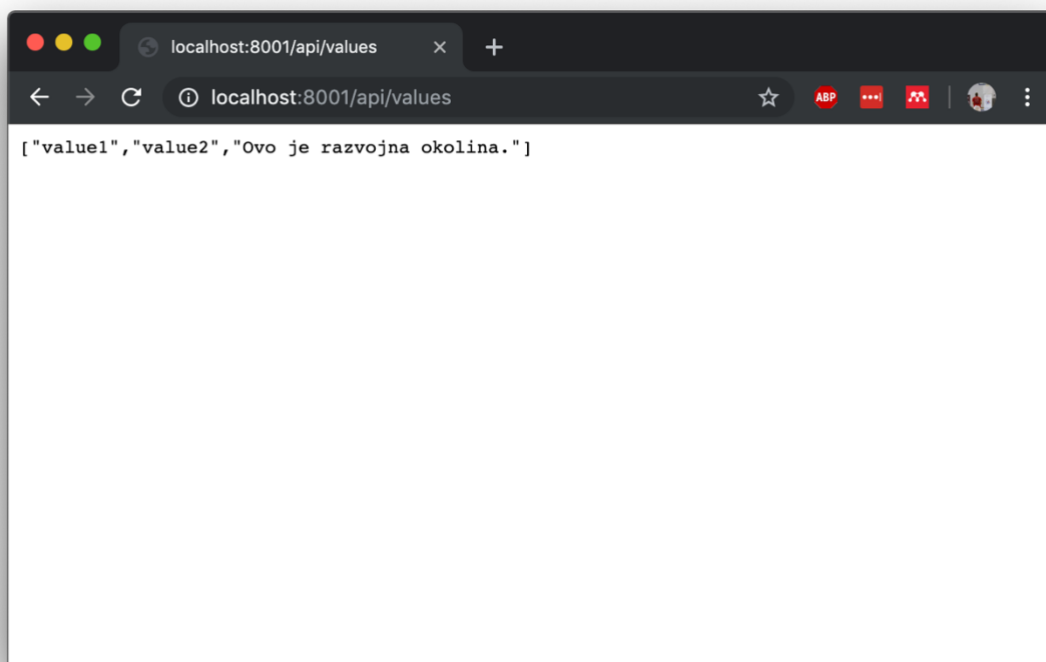 localhost:8001/api/values
localhost:8001/api/values
ABP
["value1","value2","Ovo je razvojna okolina."]